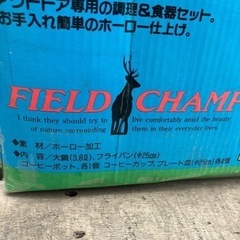 アウトドア専用の調理&食器セット。
お手入れ簡単のホーロー仕上げ。
FIELD CHAMP
I think they should try to live comfortably amid the beauty
of nature surrounding them in their everyday lives.
● 素材／ホーロー加工
● 内容／大鍋(3.8ℓ)、フライパン(φ25cm)
コーヒーポット、各1個 コーヒーカップ、プレート皿(φ25cm)各4個